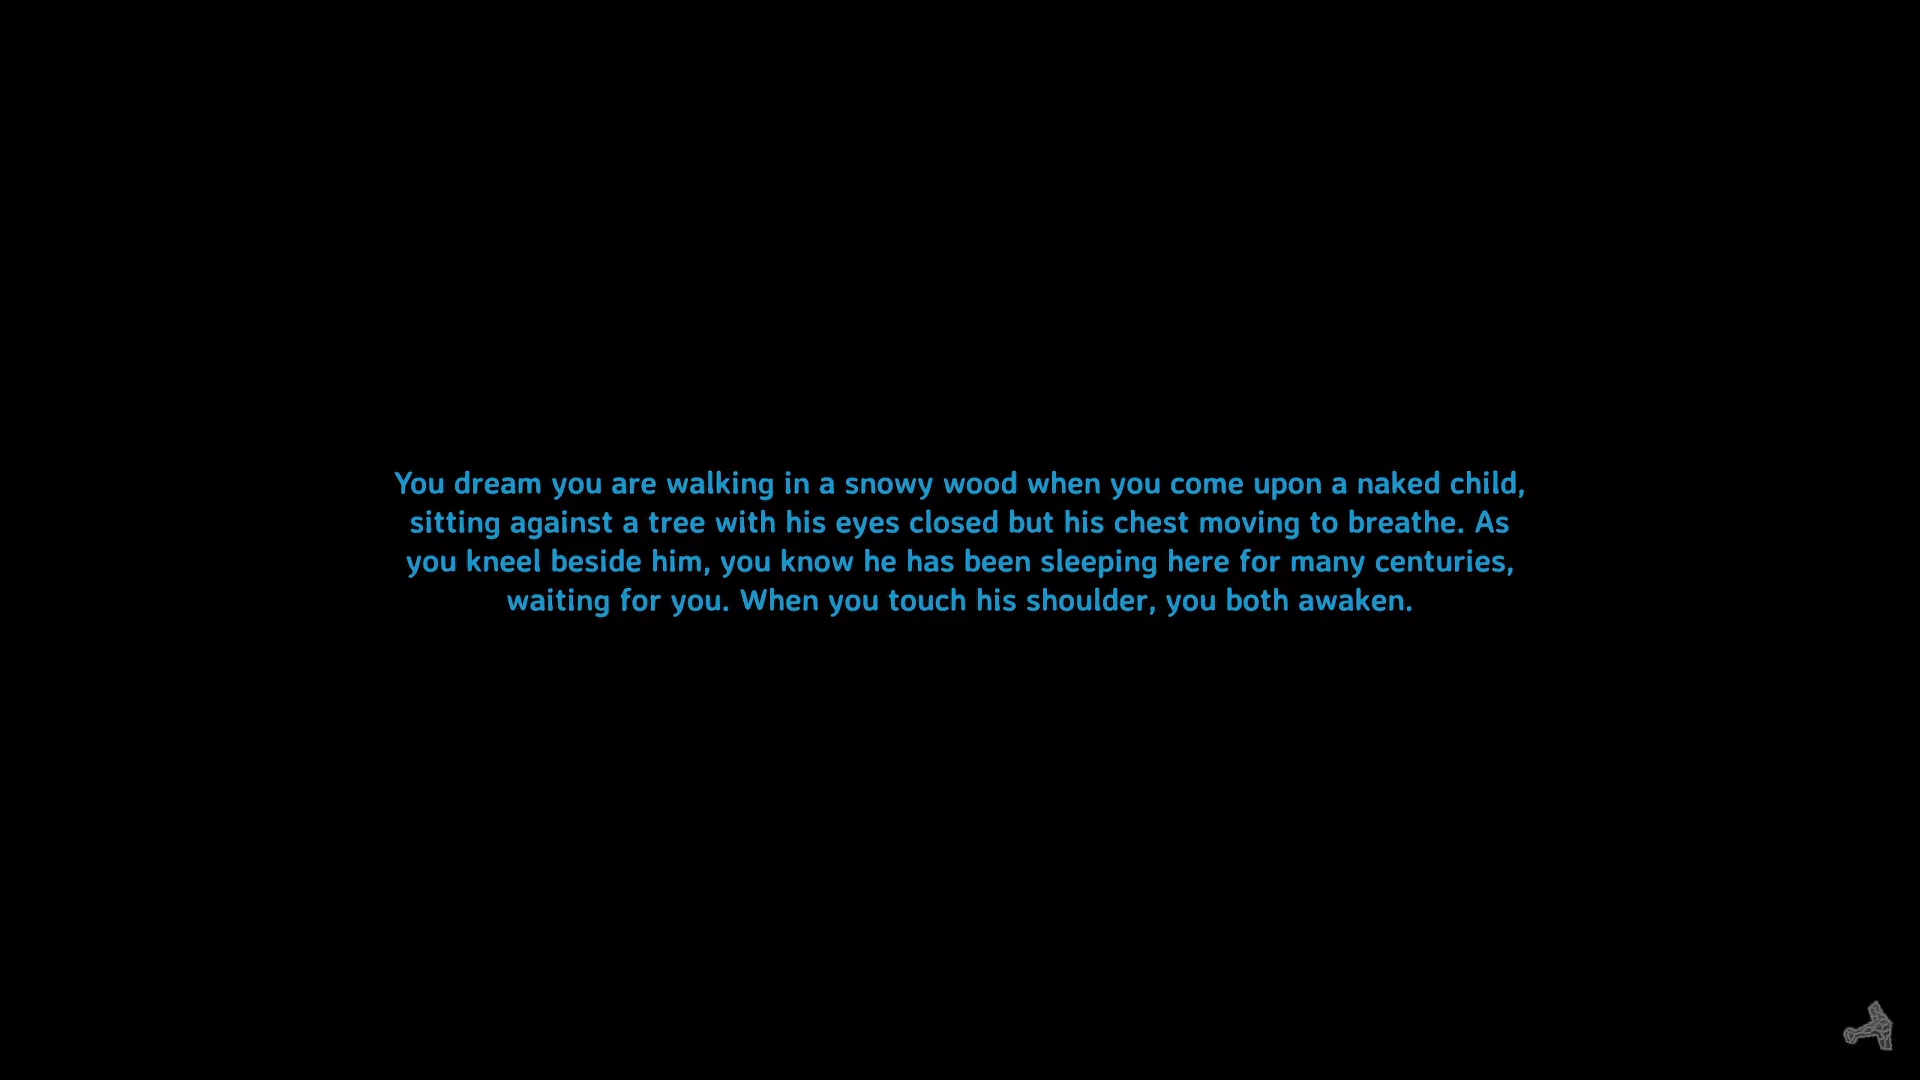 You dream you are walking in a snowy wood when you come upon a naked child,
sitting against a tree with his eyes closed but his chest moving to breathe. As
you kneel beside him, you know he has been sleeping here for many centuries,
waiting for you. When you touch his shoulder, you both awaken.